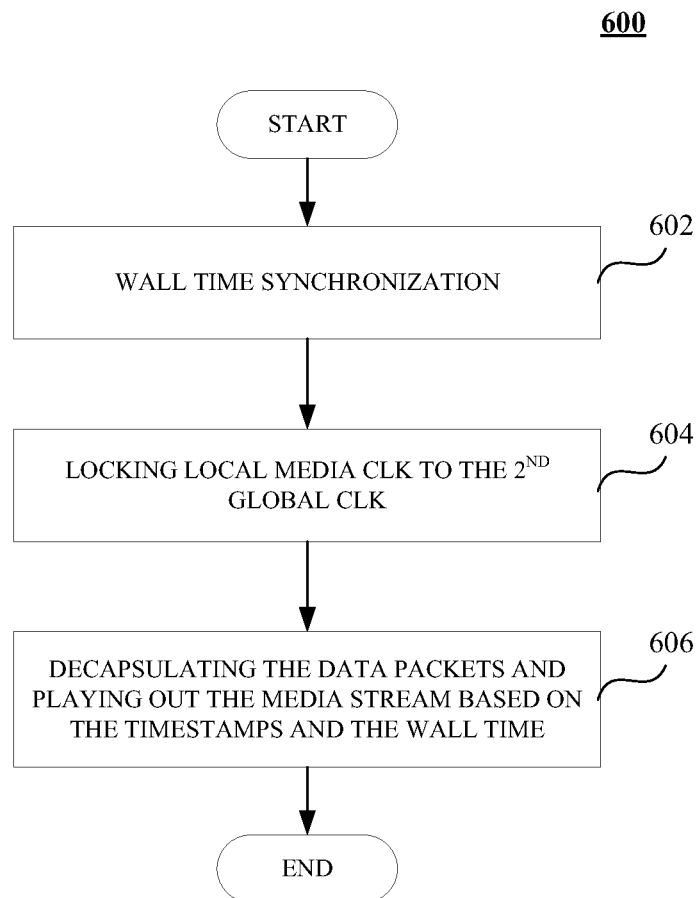 600
START
602
WALL TIME SYNCHRONIZATION
604
LOCKING LOCAL MEDIA CLK TO THE 2ND
GLOBAL CLK
606
DECAPSULATING THE DATA PACKETS AND
PLAYING OUT THE MEDIA STREAM BASED ON
THE TIMESTAMPS AND THE WALL TIME
END